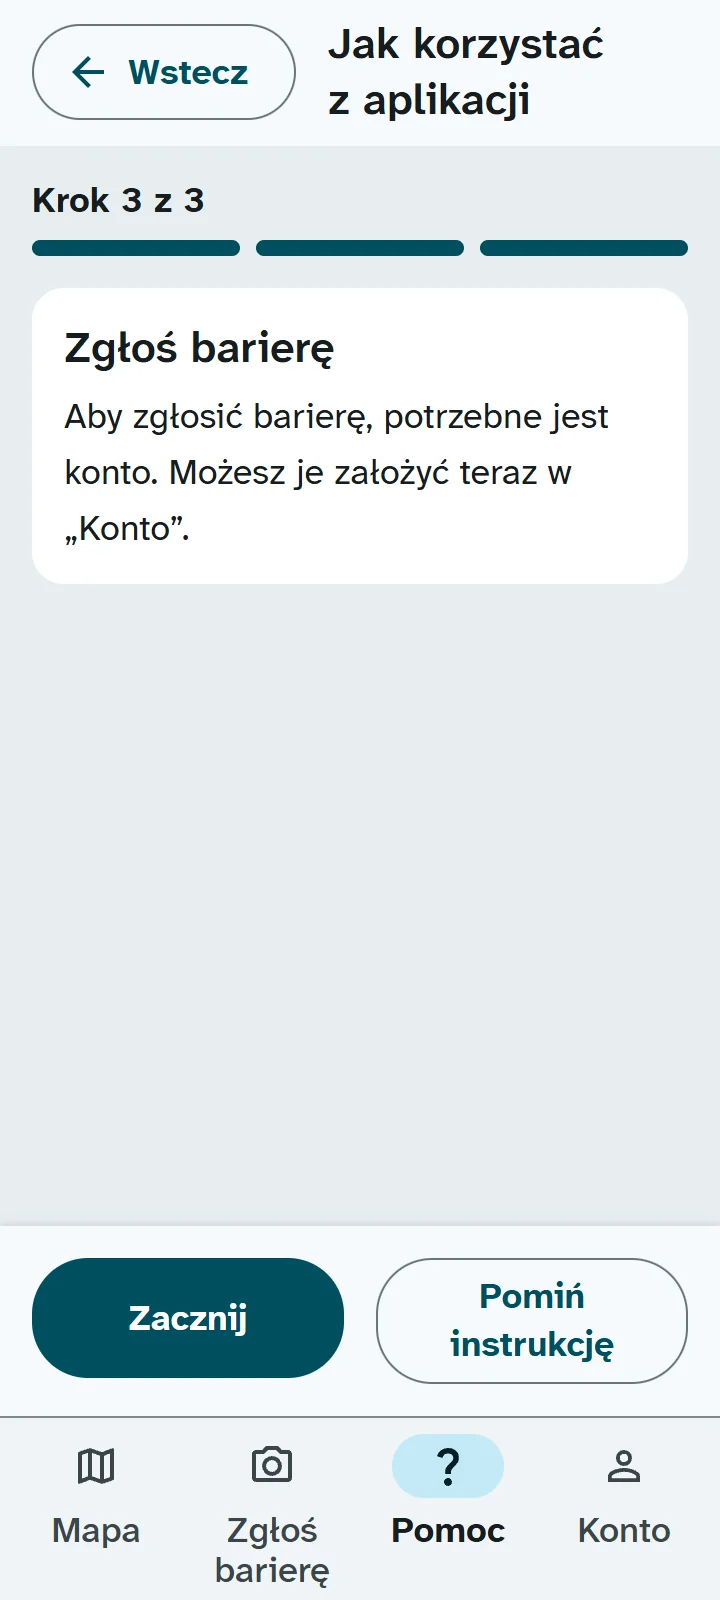 Wstecz
Jak korzystać
z aplikacji
Krok 3 z 3
Zgłoś barierę
Aby zgłosić barierę, potrzebne jest
konto. Możesz je założyć teraz w
„Konto”.
Zacznij
Pomiń
instrukcję
Mapa
Zgłoś
barierę
Pomoc
Konto